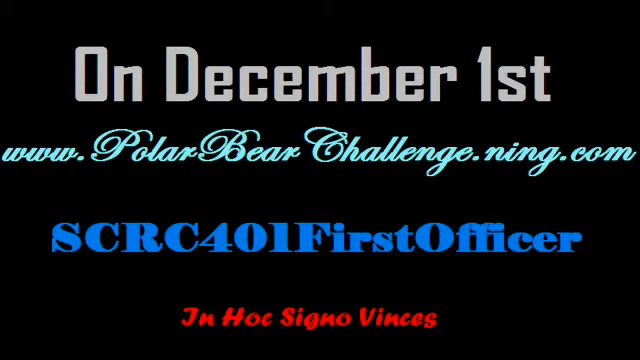 On December 1st
www.PolarBearChallenge.ning.com
SCRC401FirstOfficer
In Hoc Signo Vinces